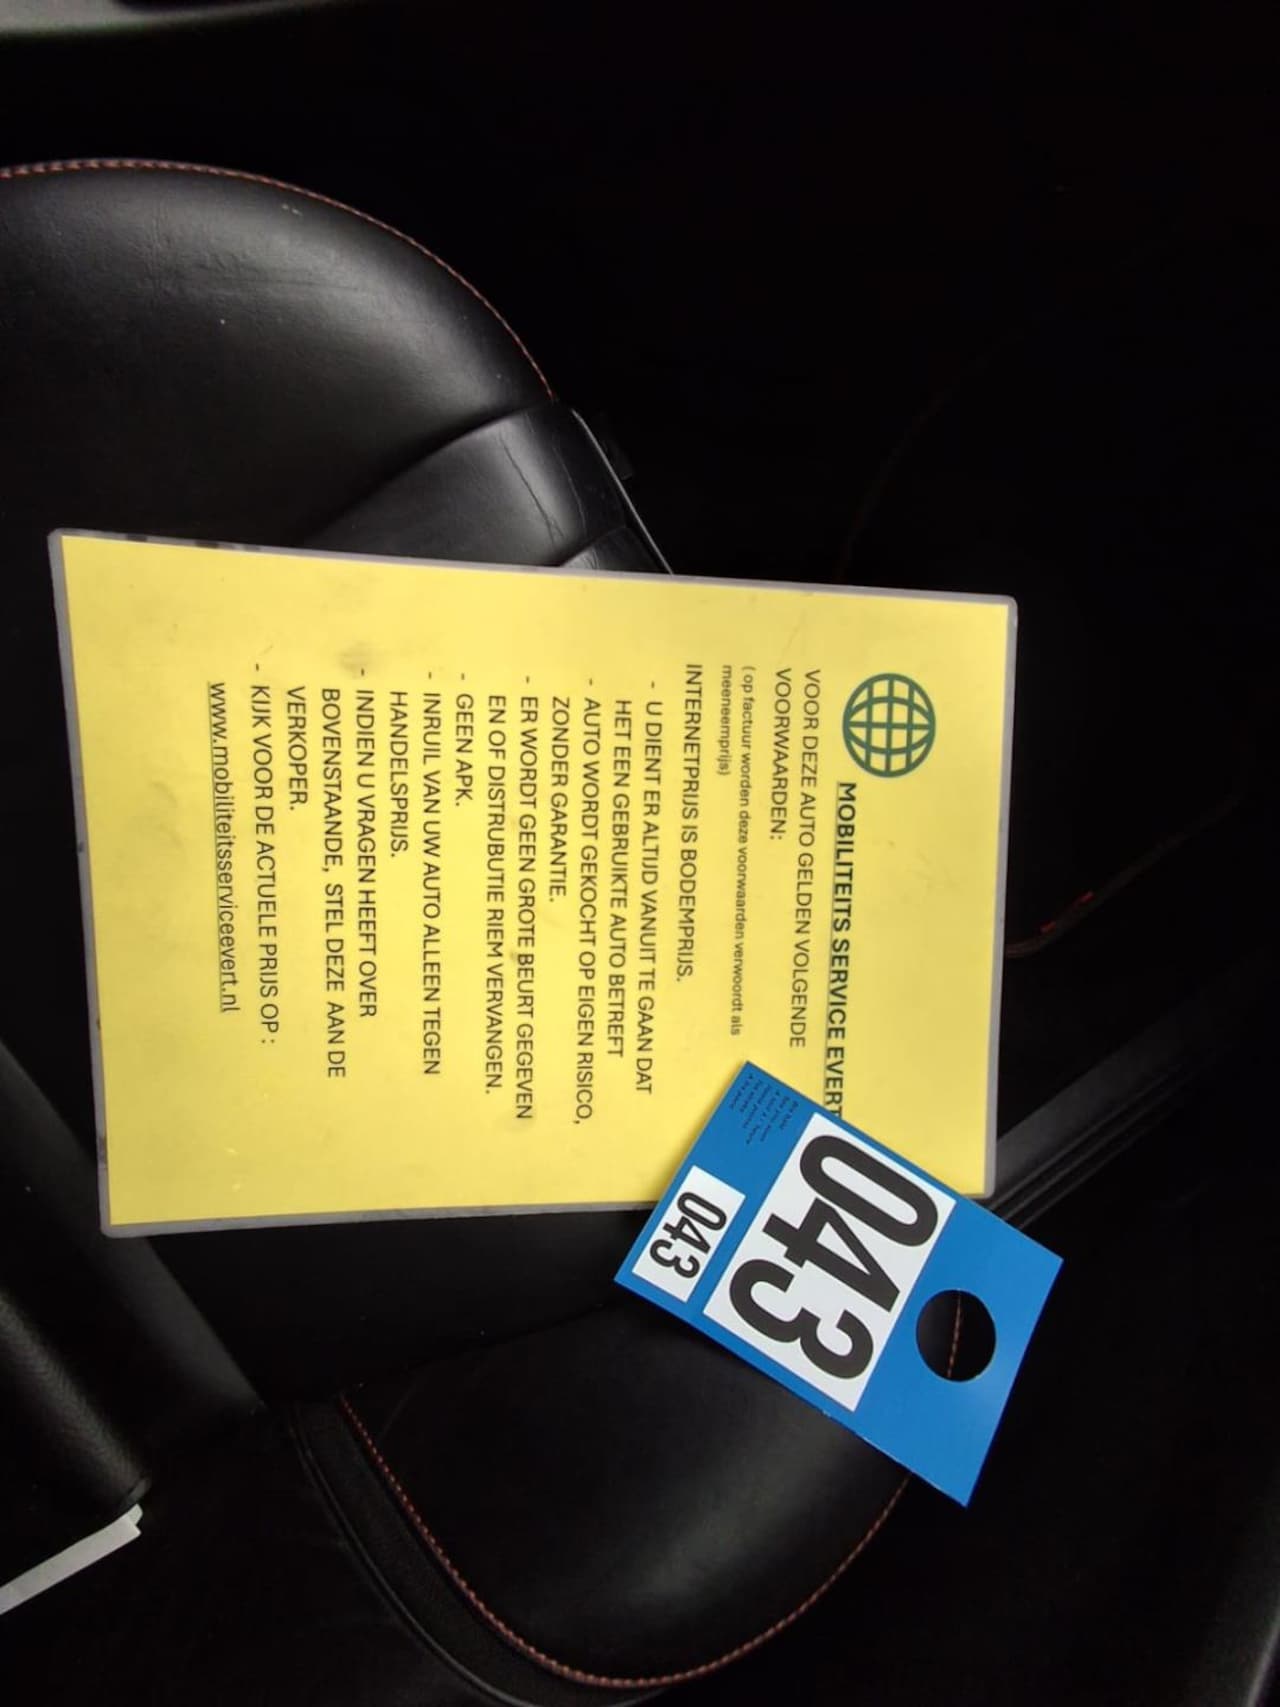 MOBILITEITS SERVICE EVERT
VOOR DEZE AUTO GELDEN VOLGENDE
VOORWAARDEN:
( op factuur worden deze voorwaarden verwoordt als
meeneemprijs)
INTERNETPRIJS IS BODEMPRIJS.
- U DIENT ER ALTIJD VANUIT TE GAAN DAT
HET EEN GEBRUIKTE AUTO BETREFT
- AUTO WORDT GEKOCHT OP EIGEN RISICO,
ZONDER GARANTIE.
- ER WORDT GEEN GROTE BEURT GEGEVEN
EN OF DISTRUBUTIE RIEM VERVANGEN.
- GEEN APK.
- INRUIL VAN UW AUTO ALLEEN TEGEN
HANDELSPRIJS.
- INDIEN U VRAGEN HEEFT OVER
BOVENSTAANDE, STEL DEZE AAN DE
VERKOPER.
- KIJK VOOR DE ACTUELE PRIJS OP :
www.mobiliteitsserviceevert.nl
043
043